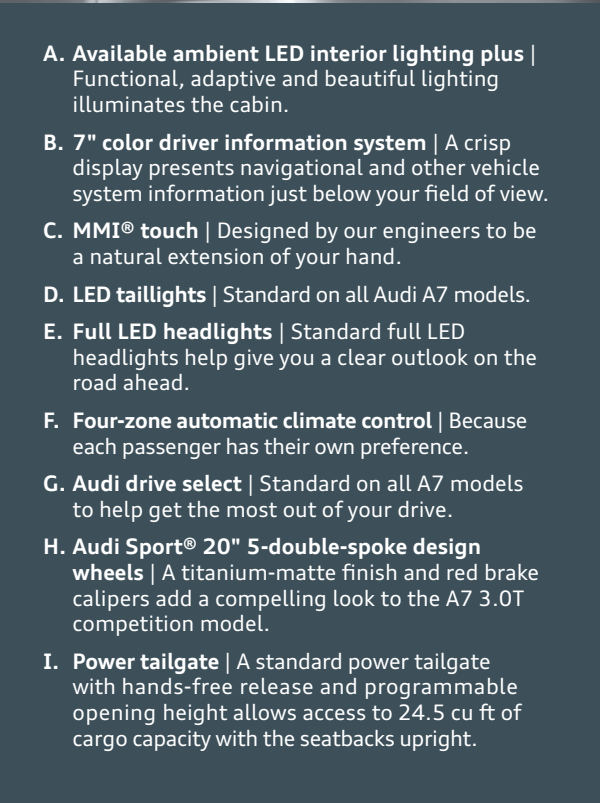 A. Available ambient LED interior lighting plus |
Functional, adaptive and beautiful lighting
illuminates the cabin.
B. 7" color driver information system | A crisp
display presents navigational and other vehicle
system information just below your field of view.
C. MMI® touch | Designed by our engineers to be
a natural extension of your hand.
D. LED taillights | Standard on all Audi A7 models.
E. Full LED headlights | Standard full LED
headlights help give you a clear outlook on the
road ahead.
F. Four-zone automatic climate control | Because
each passenger has their own preference.
G. Audi drive select | Standard on all A7 models
to help get the most out of your drive.
H. Audi Sport® 20" 5-double-spoke design
wheels | A titanium-matte finish and red brake
calipers add a compelling look to the A7 3.0T
competition model.
I. Power tailgate | A standard power tailgate
with hands-free release and programmable
opening height allows access to 24.5 cu ft of
cargo capacity with the seatbacks upright.